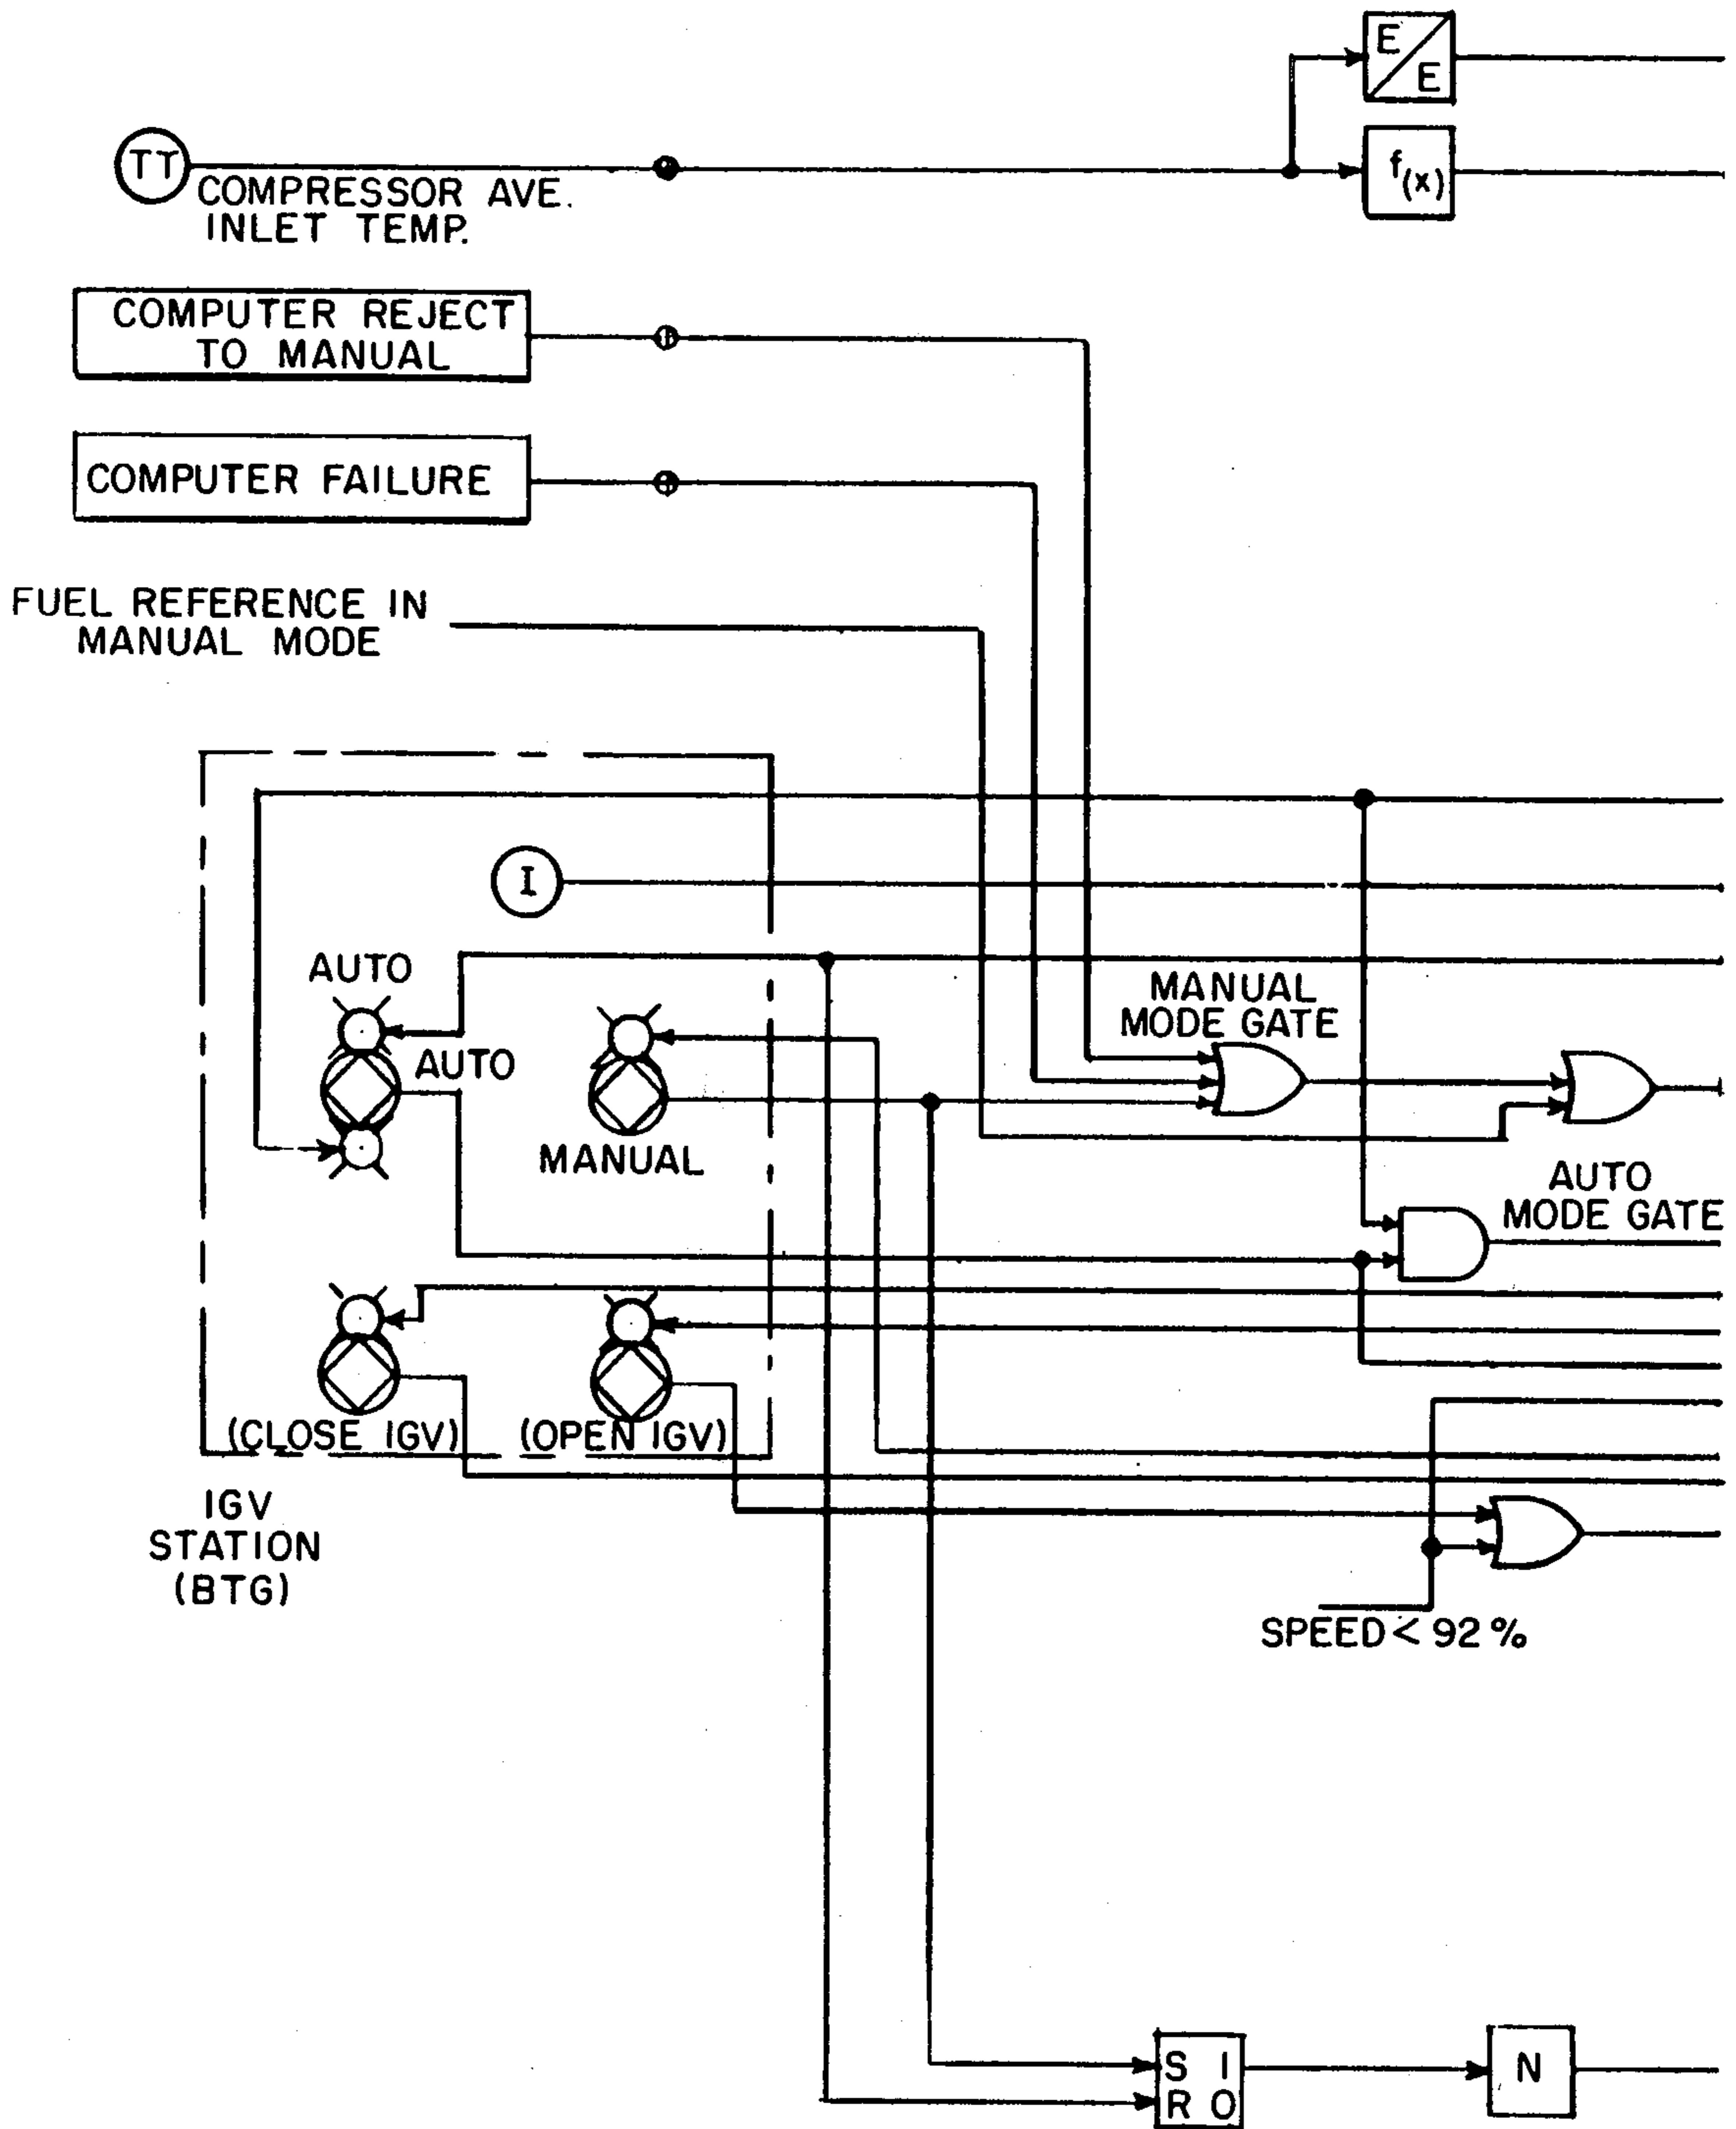 E
E
TT
COMPRESSOR AVE.
INLET TEMP.
f(x)
COMPUTER REJECT
TO MANUAL
COMPUTER FAILURE
FUEL REFERENCE IN
MANUAL MODE
I
AUTO
AUTO
MANUAL
MANUAL
MODE GATE
AUTO
MODE GATE
(CLOSE IGV)
(OPEN IGV)
IGV
STATION
(BTG)
SPEED < 92 %
S I
R O
N